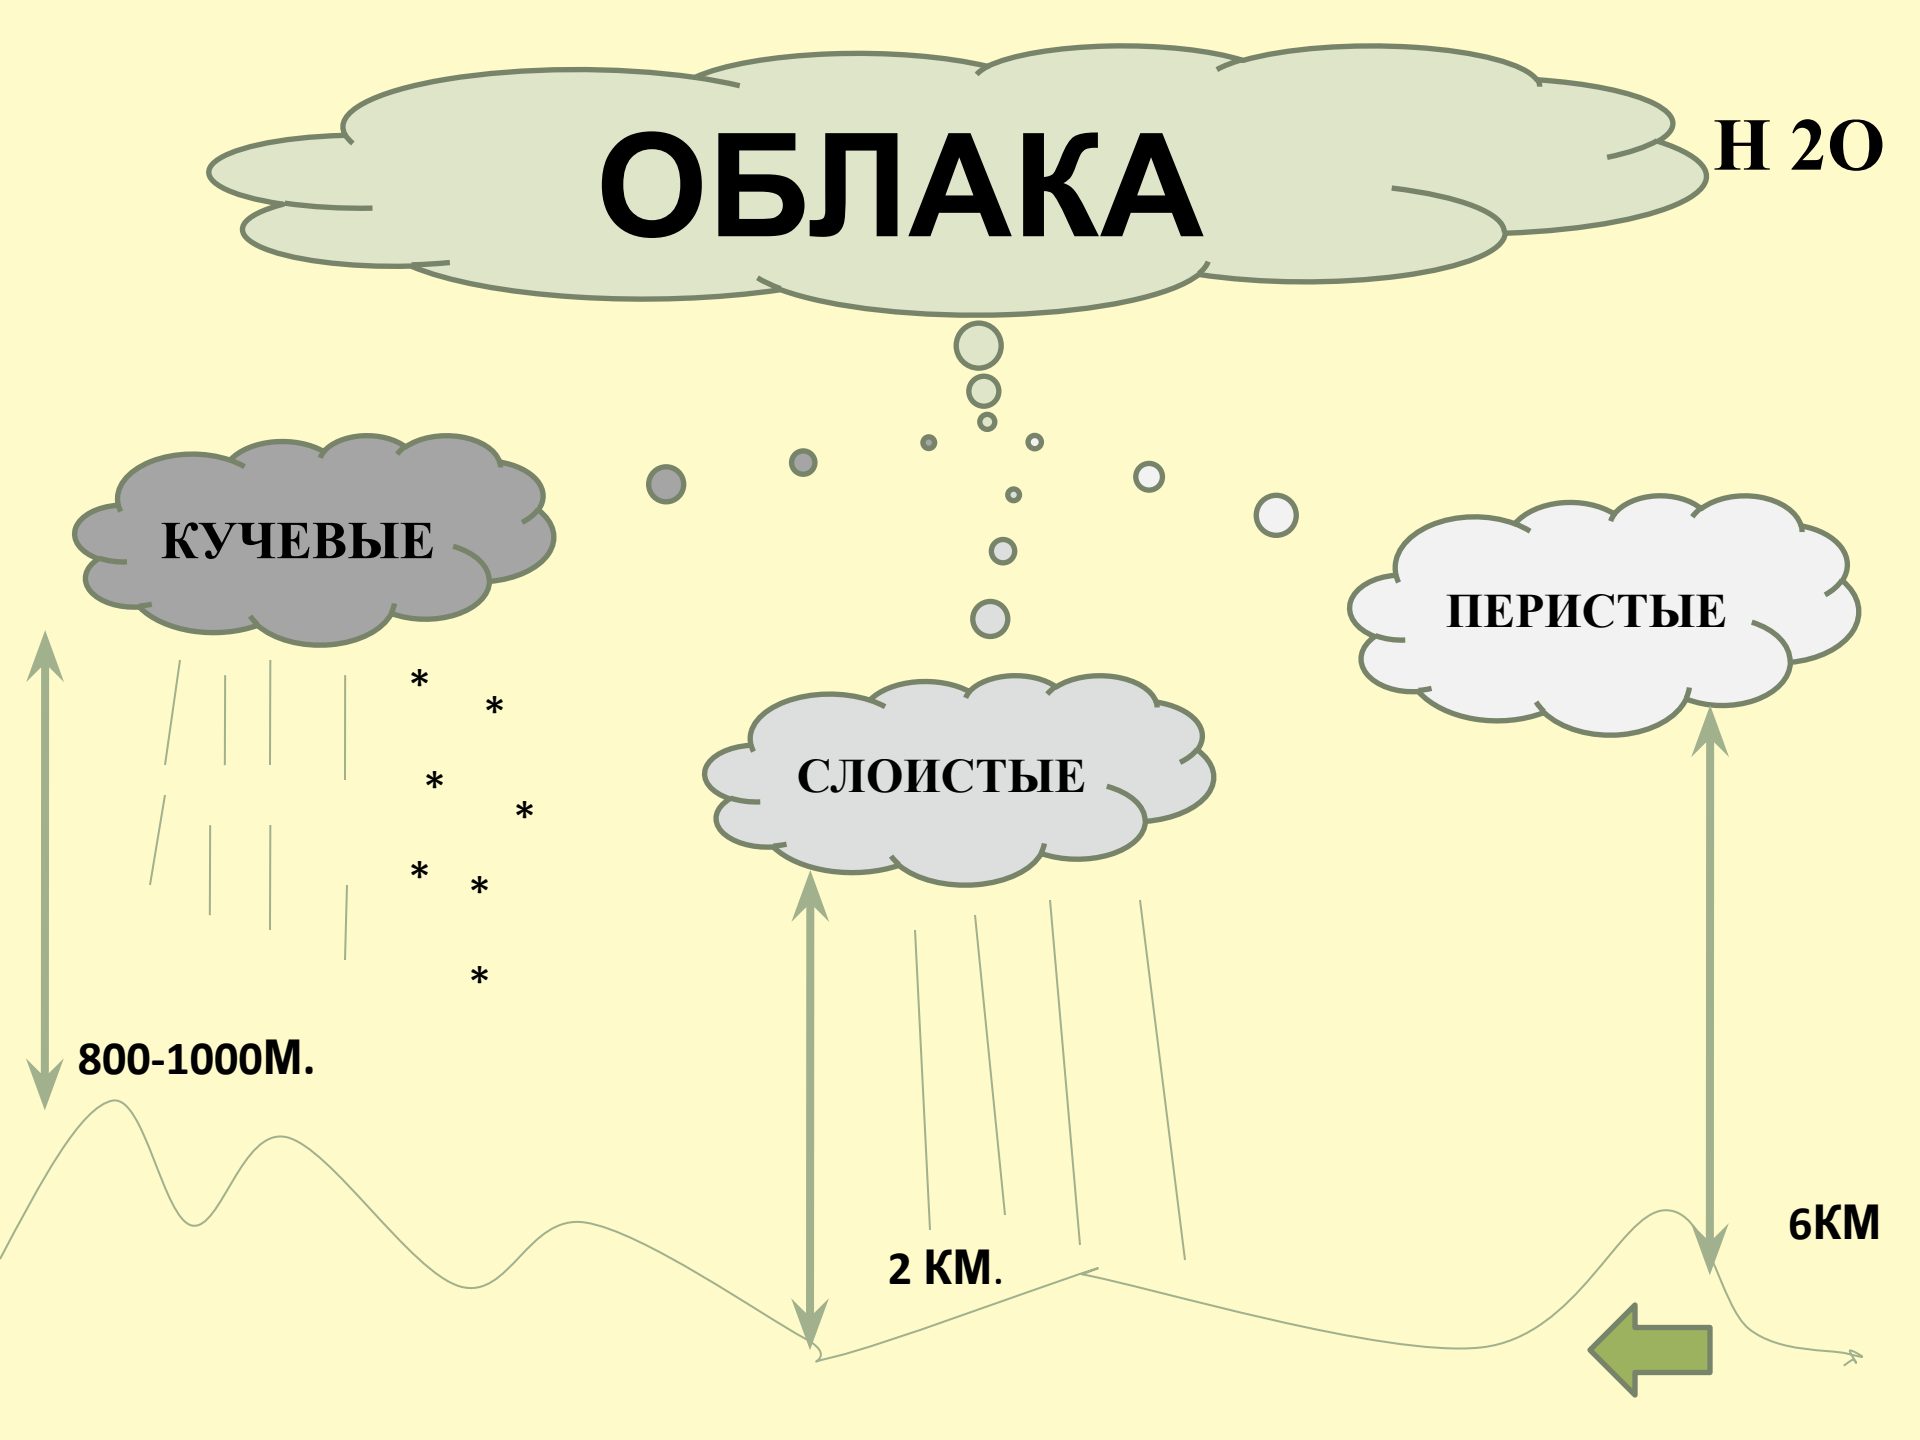 ОБЛАКА
Н 2О
КУЧЕВЫЕ
ПЕРИСТЫЕ
СЛОИСТЫЕ
*
*
*
*
*
*
*
800-1000М.
6КМ
2 КМ.